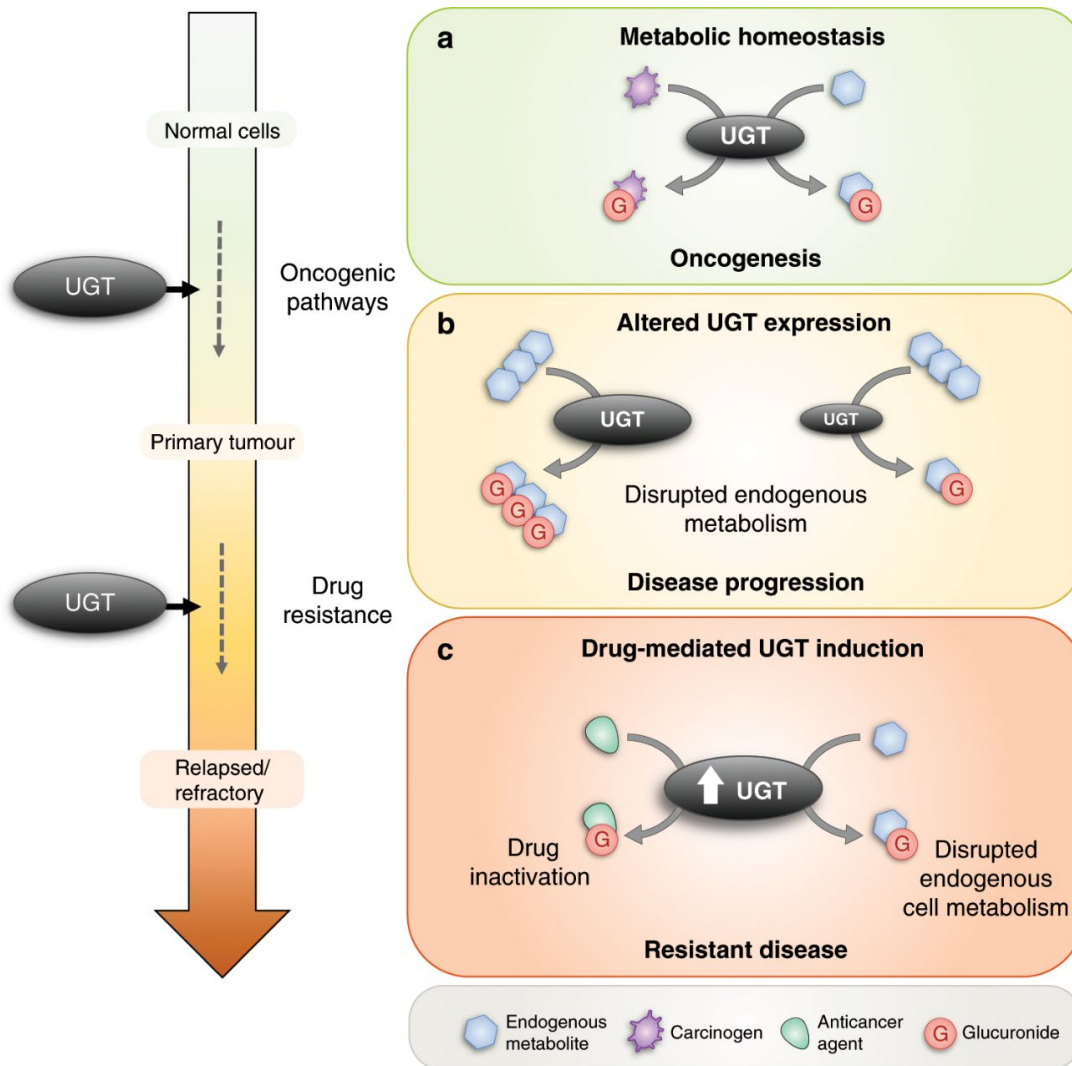 Normal cells
UGT
Oncogenic
pathways
Primary tumour
UGT
Drug
resistance
Relapsed/
refractory
a
Metabolic homeostasis
UGT
G
G
Oncogenesis
b
Altered UGT expression
UGT
UGT
G
G
G
G
Disrupted endogenous
metabolism
Disease progression
c
Drug-mediated UGT induction
UGT
G
G
Drug
inactivation
Disrupted
endogenous
cell metabolism
Resistant disease
Endogenous
metabolite
Carcinogen
Anticancer
agent
G
Glucuronide